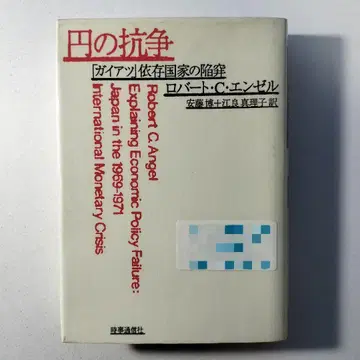 円の抗争
「ガイアツ」依存国家の陥穽
ロバート・C・エンゼル
安藤博+江良真理子 訳
Robert C. Angel
Explaining Economic Policy Failure:
Japan in the 1969-1971
International Monetary Crisis
時事通信社